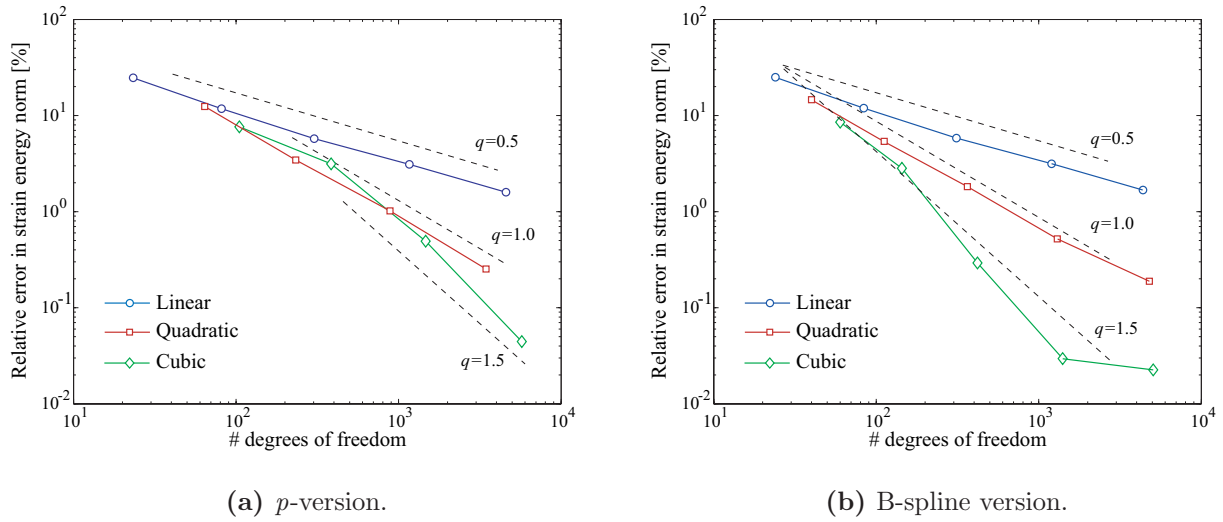 Relative error in strain energy norm [%]
10^2
10^1
10^0
10^-1
10^-2
q=0.5
q=1.0
q=1.5
Linear
Quadratic
Cubic
10^1
10^2
10^3
10^4
# degrees of freedom
(a) p-version.
Relative error in strain energy norm [%]
10^2
10^1
10^0
10^-1
10^-2
q=0.5
q=1.0
q=1.5
Linear
Quadratic
Cubic
10^1
10^2
10^3
10^4
# degrees of freedom
(b) B-spline version.